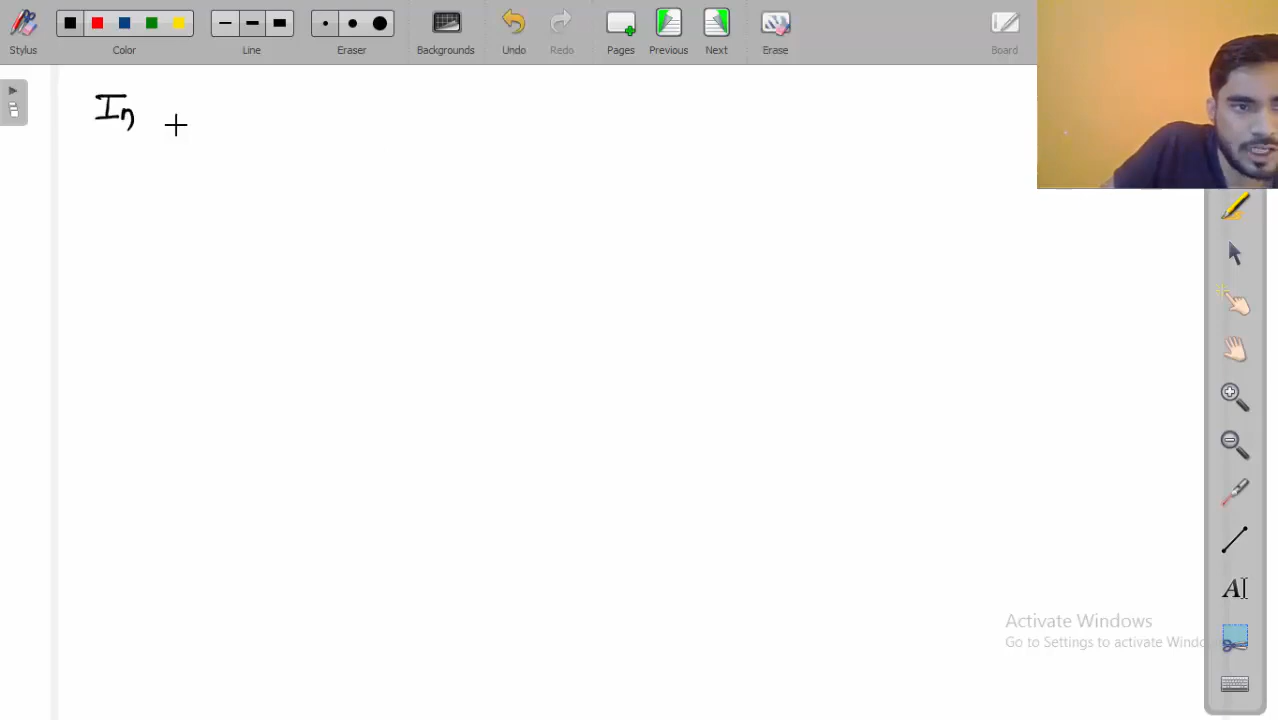 Stylus Color Line Eraser Backgrounds Undo Redo Pages Previous Next Erase Board
In
AI
Activate Windows
Go to Settings to activate Windo